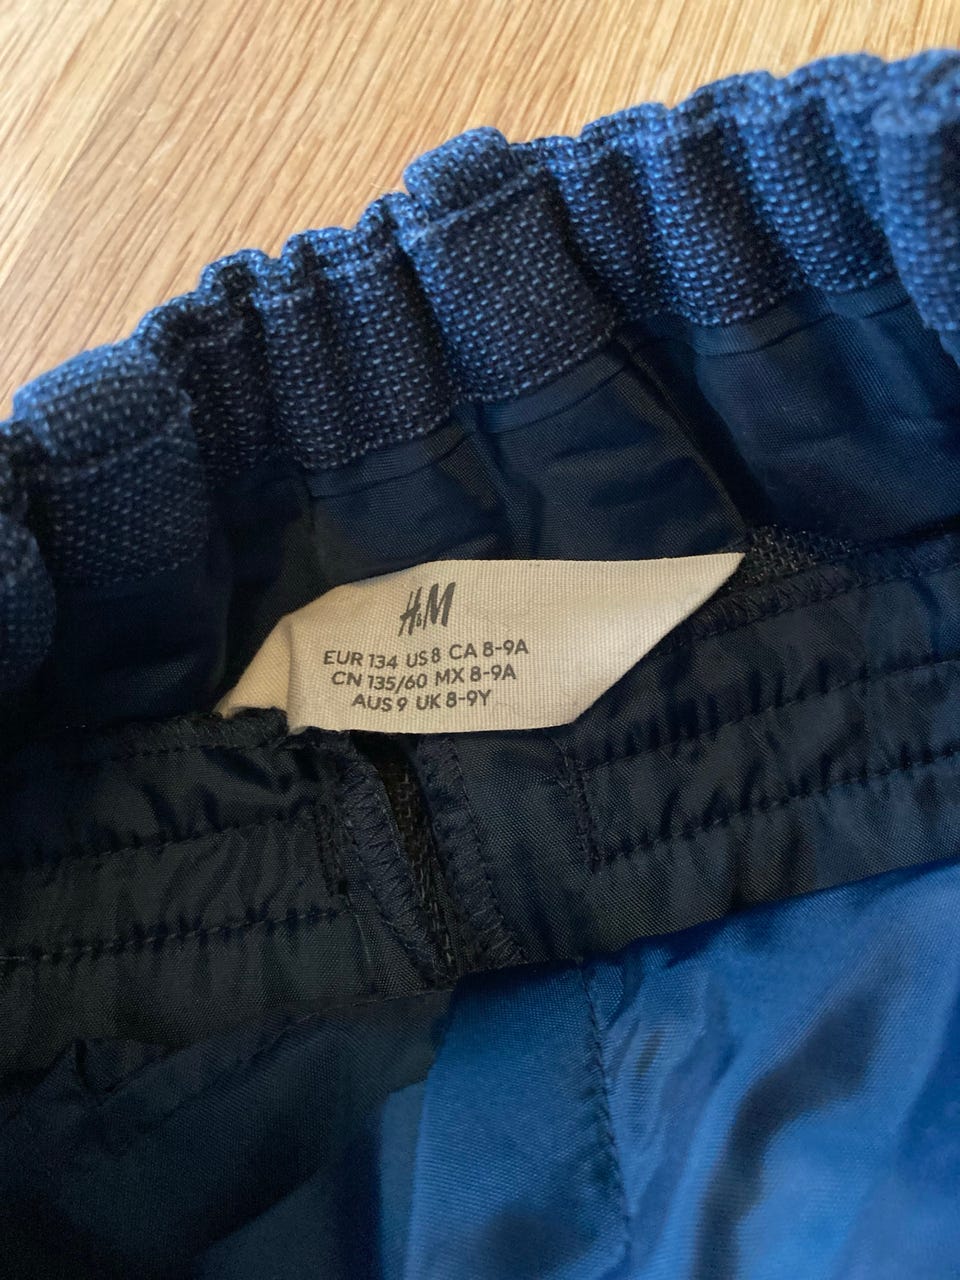 H&M
EUR 134 US 8 CA 8-9A
CN 135/60 MX 8-9A
AUS 9 UK 8-9Y